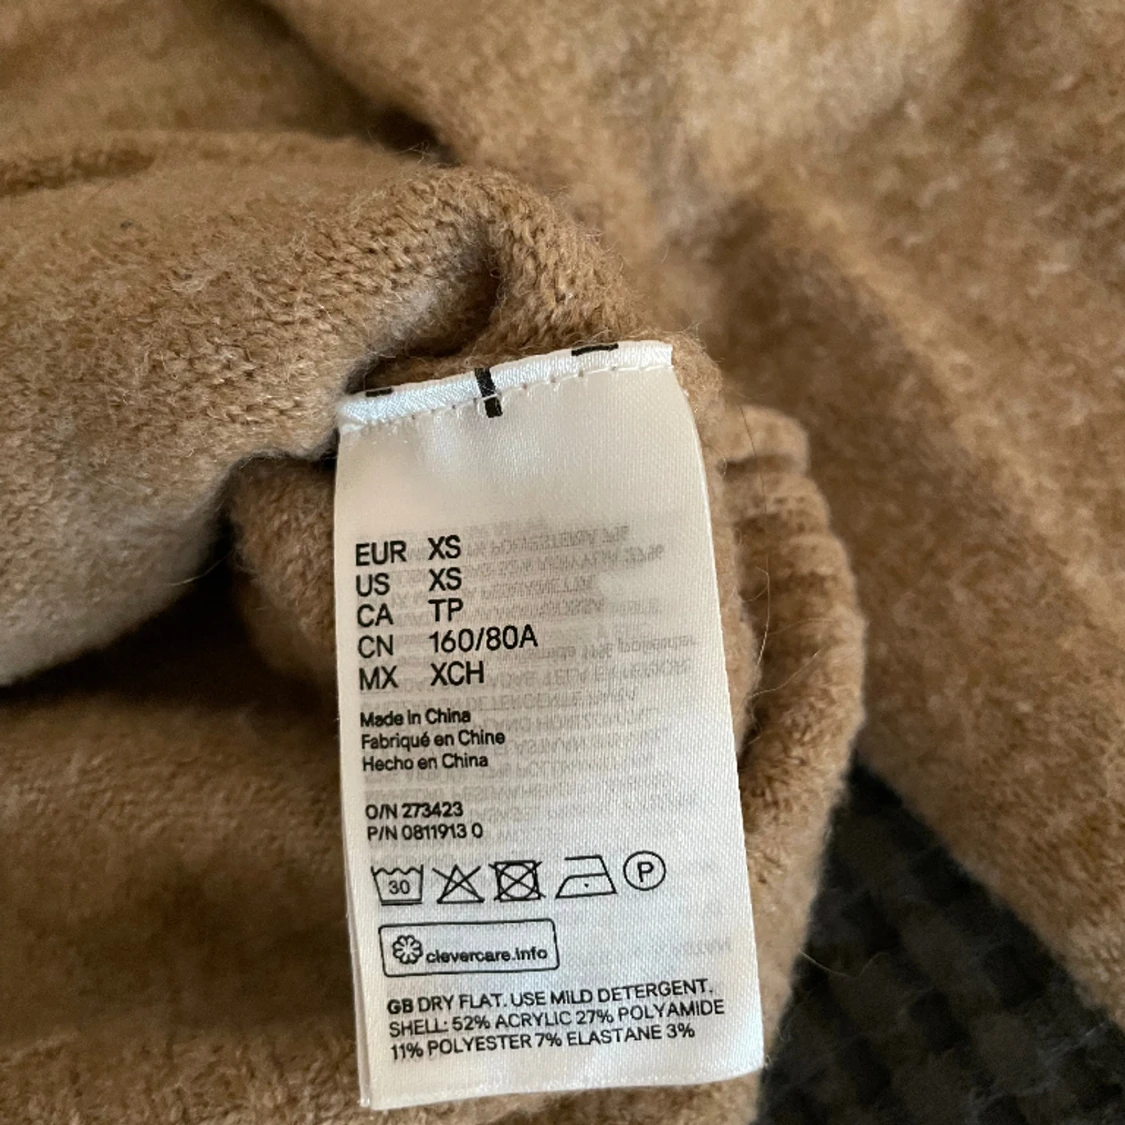 EUR XS
US XS
CA TP
CN 160/80A
MX XCH
Made in China
Fabriqué en Chine
Hecho en China
O/N 273423
P/N 0811913 0
30
P
clevercare.info
GB DRY FLAT. USE MILD DETERGENT.
SHELL: 52% ACRYLIC 27% POLYAMIDE
11% POLYESTER 7% ELASTANE 3%